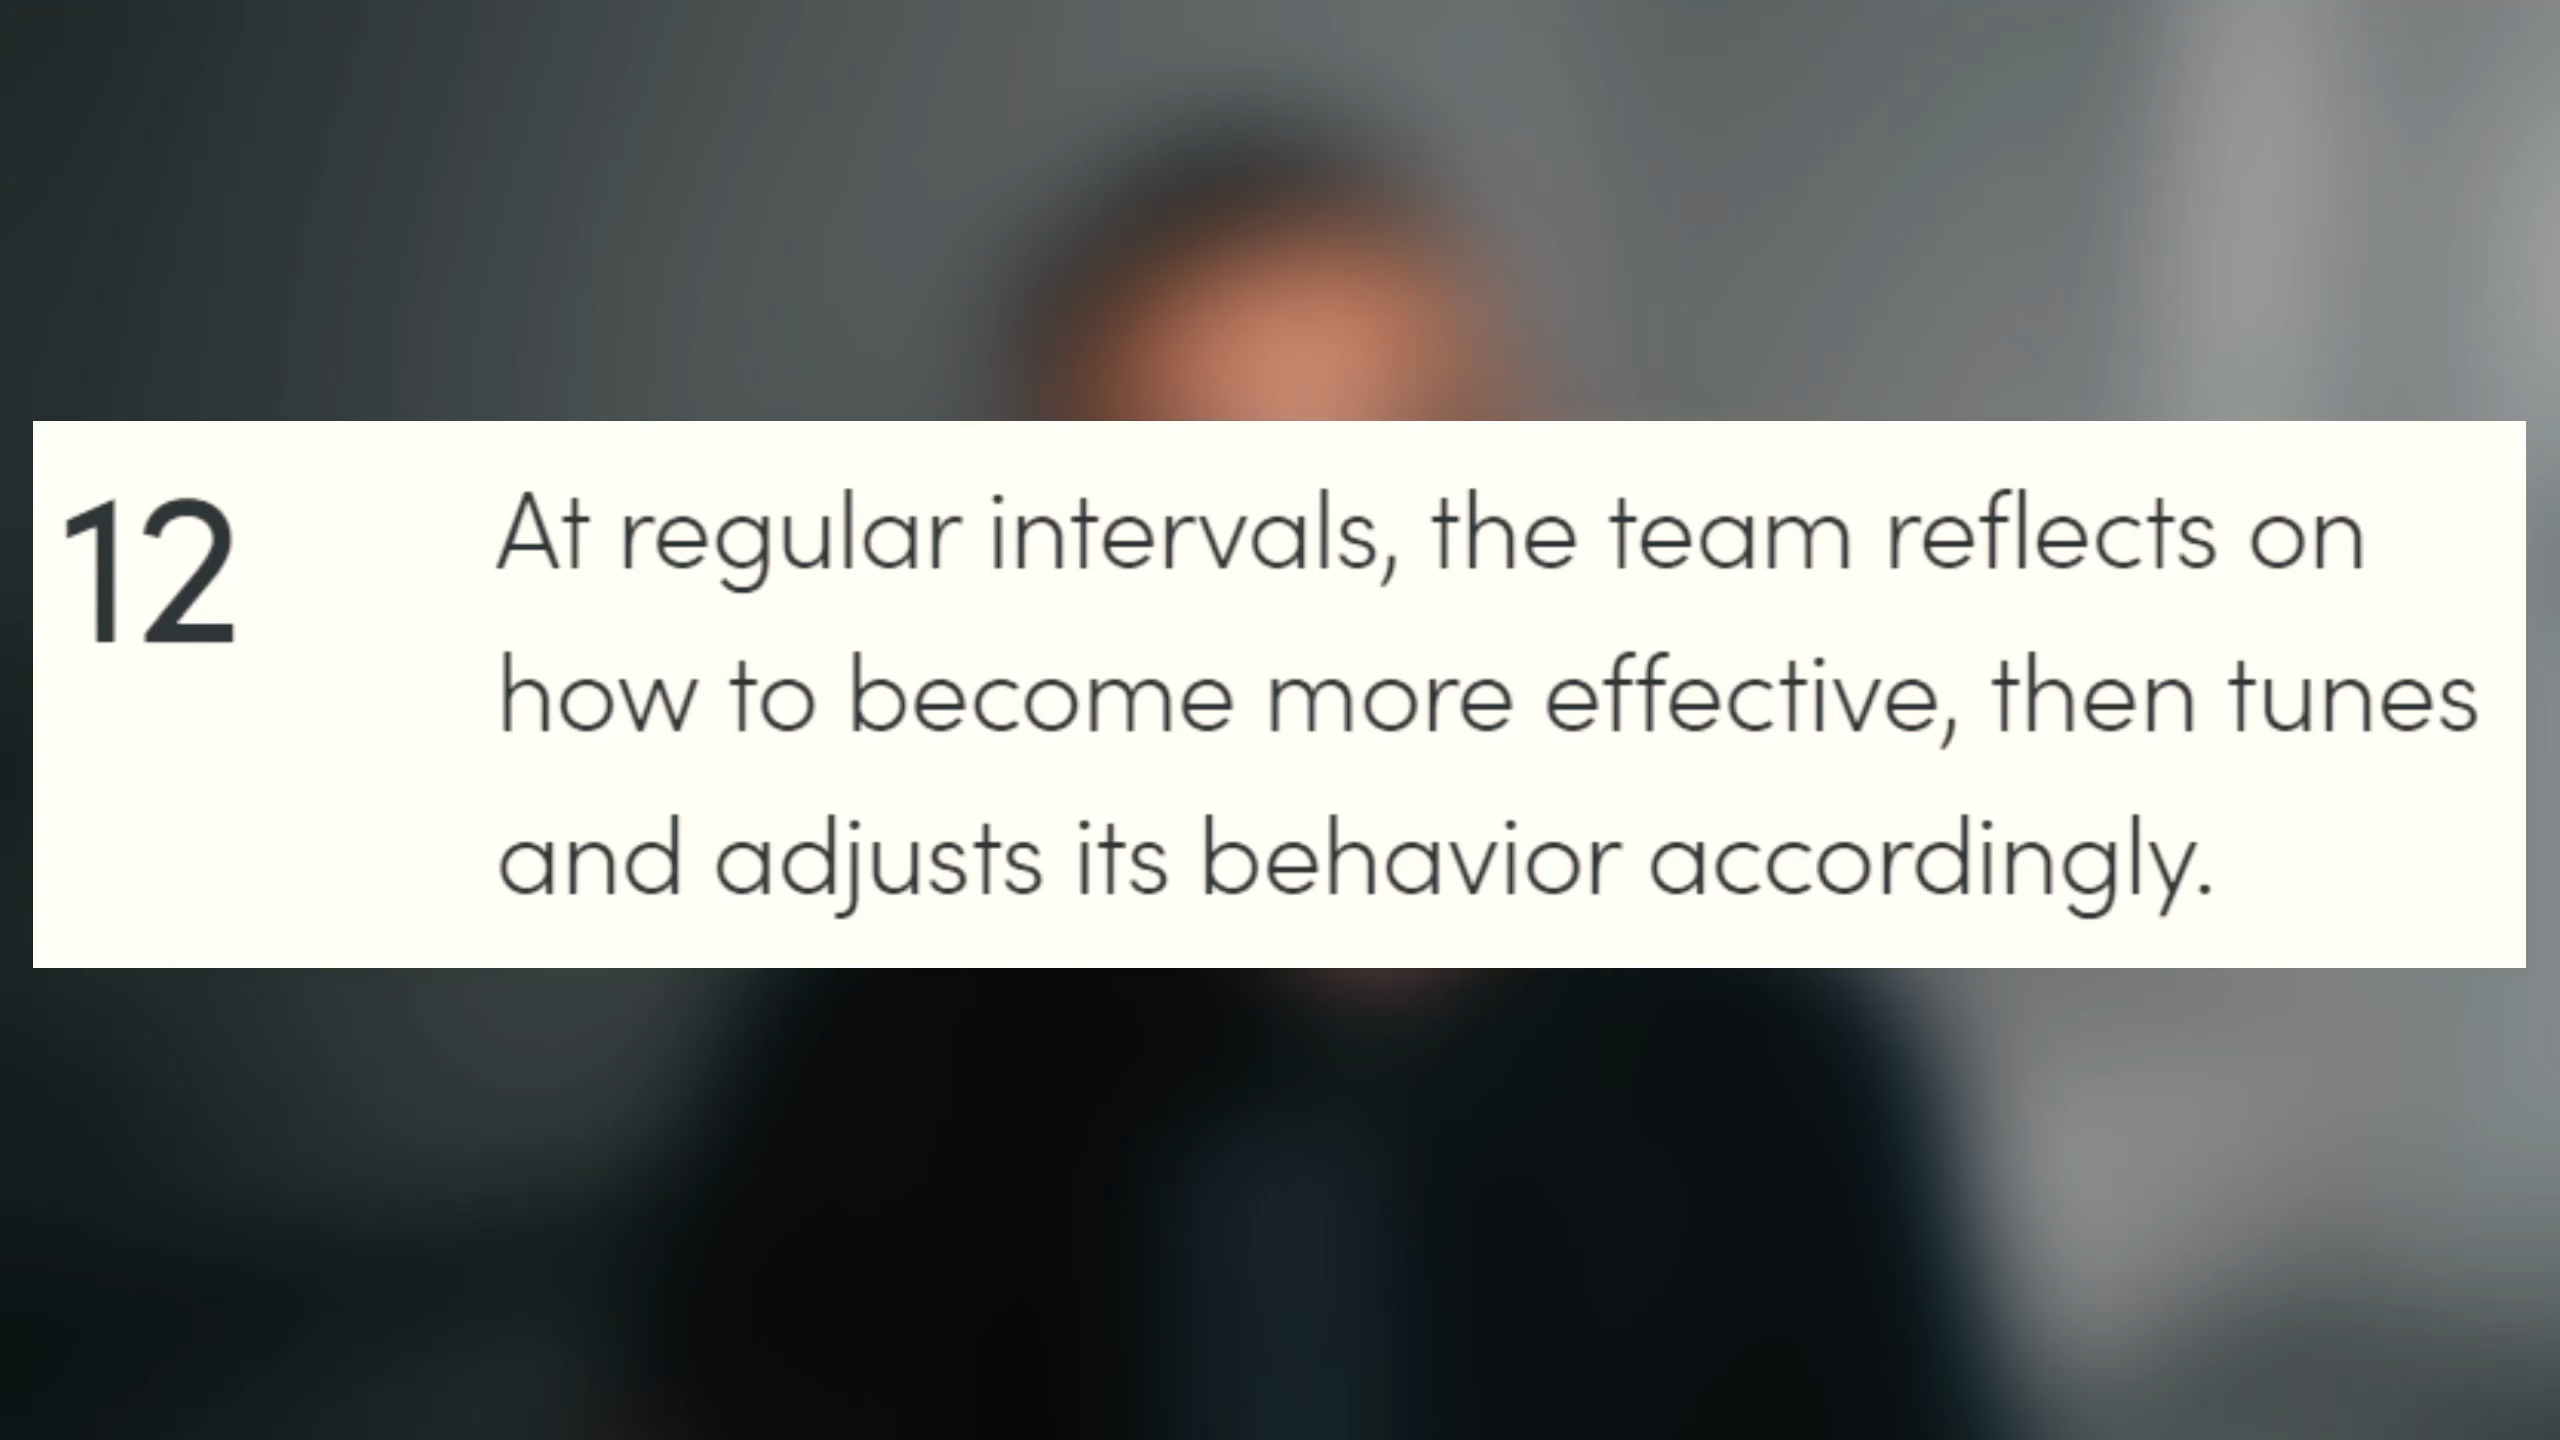 12
At regular intervals, the team reflects on
how to become more effective, then tunes
and adjusts its behavior accordingly.